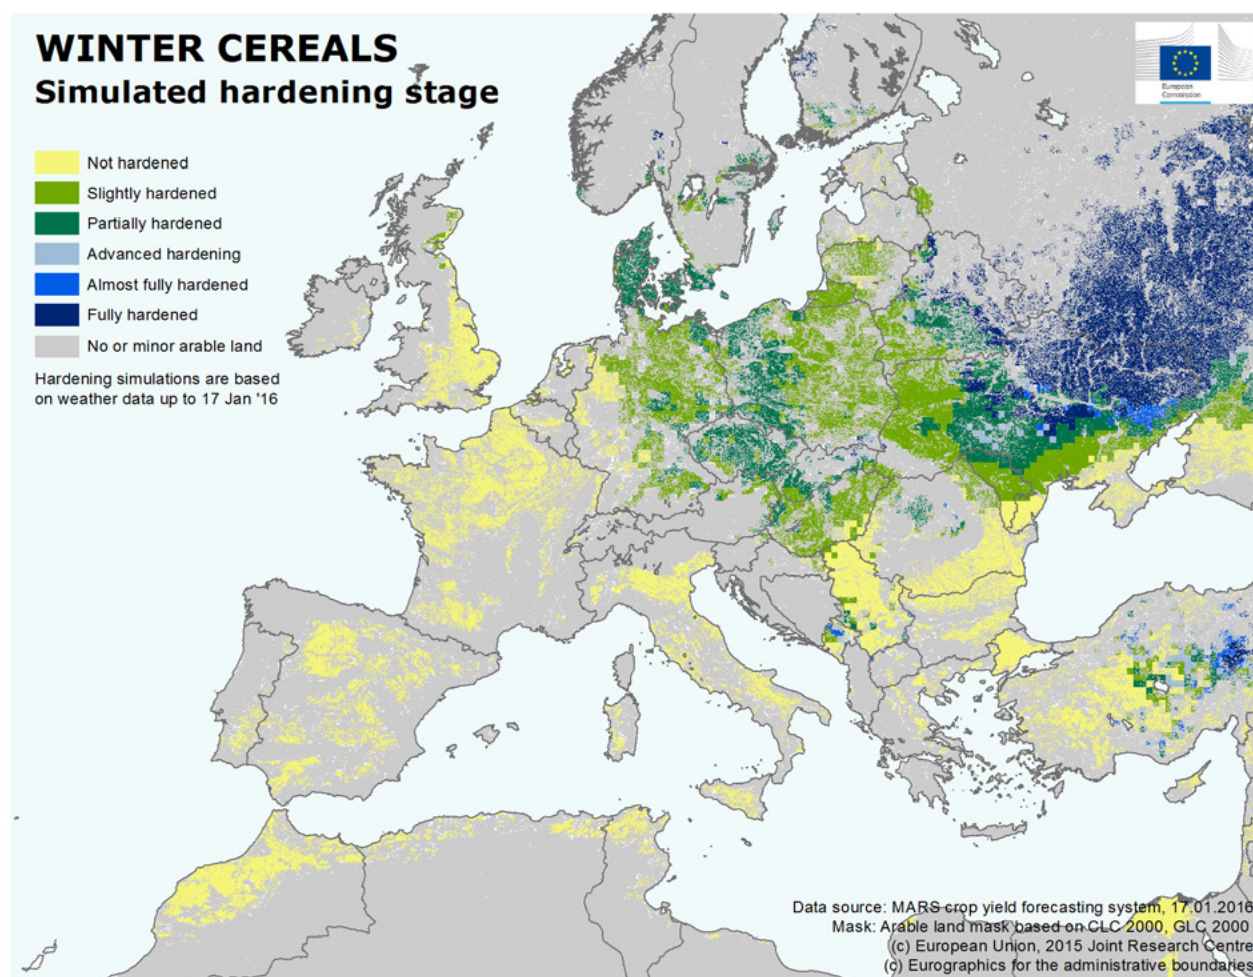 WINTER CEREALS
Simulated hardening stage
European
Commission
Not hardened
Slightly hardened
Partially hardened
Advanced hardening
Almost fully hardened
Fully hardened
No or minor arable land
Hardening simulations are based
on weather data up to 17 Jan '16
Data source: MARS crop yield forecasting system, 17.01.2016
Mask: Arable land mask based on CLC 2000, GLC 2000
(c) European Union, 2015 Joint Research Centre
(c) Eurographics for the administrative boundaries